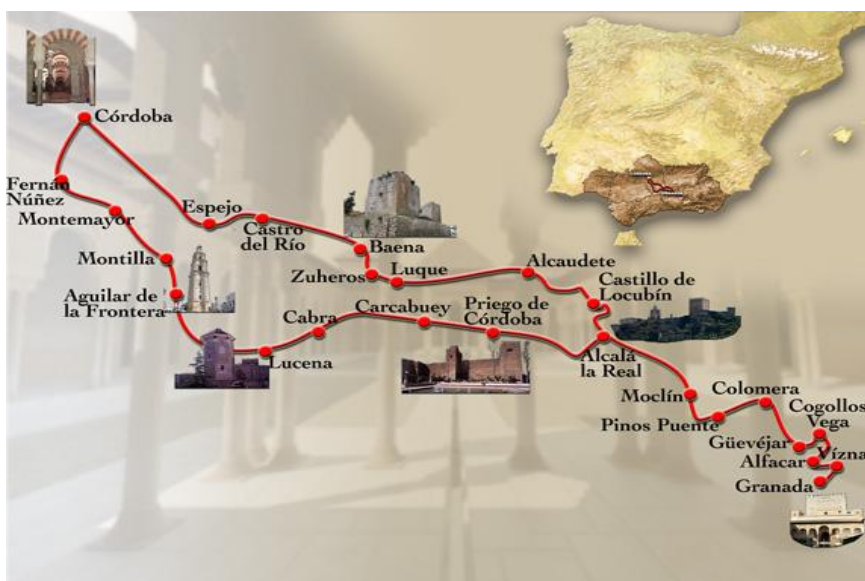 Córdoba
Fernán
Núñez
Montemayor
Espejo
Castro
del Río
Montilla
Baena
Zuheros
Luque
Alcaudete
Aguilar de
la Frontera
Castillo de
Locubín
Cabra
Carcabuey
Priego de
Córdoba
Lucena
Alcalá
la Real
Moclín
Colomera
Pinos Puente
Cogollos
Vega
Güevéjar
Alfacar
Vízna
Granada